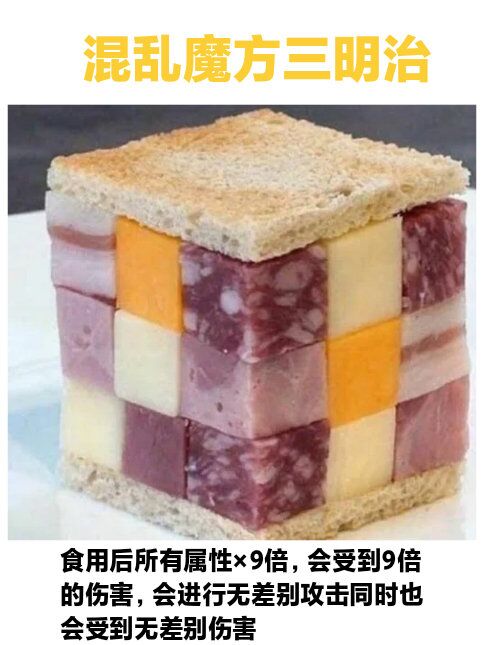 混乱魔方三明治
食用后所有属性×9倍，会受到9倍
的伤害，会进行无差别攻击同时也
会受到无差别伤害